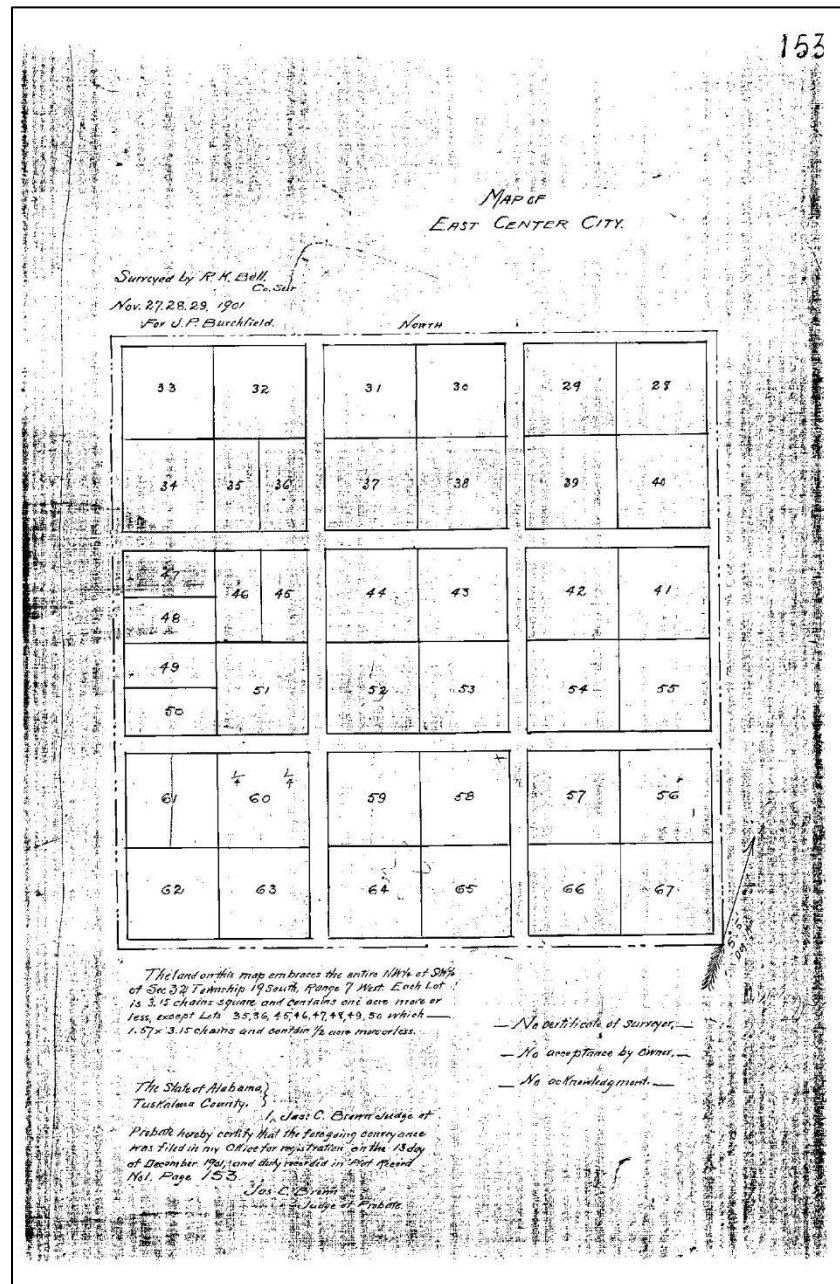 153
MAP OF
EAST CENTER CITY.
Surveyed by R. K. Bell,
Co. Sur
Nov. 27, 28, 29, 1901
For J. P. Burchfield.
NORTH
33 32 31 30 29 28
34 35 36 37 38 39 40
47 46 45 44 43 42 41
48
49 51 52 53 54 55
50
61 1/4 60 1/4 59 58 57 56
62 63 64 65 66 67
The land on this map embraces the entire NW¼ of SW¼
of Sec 32 Township 19 South, Range 7 West. Each Lot
is 3.15 chains square and contains one acre more or
less, except Lots 35, 36, 45, 46, 47, 48, 49, 50 which —
1.57 x 3.15 chains and contain ½ acre more or less.
— No certificate of surveyor. —
— No acceptance by owner. —
— No acknowledgment. —
The State of Alabama, }
Tuskaloosa County. }
I, Jas. C. Brown Judge of
Probate hereby certify that the foregoing conveyance
was filed in my Office for registration on the 13 day
of December 1901, and duly recorded in Plat Record
No 1. Page 153
Jas. C. Brown
Judge of Probate.